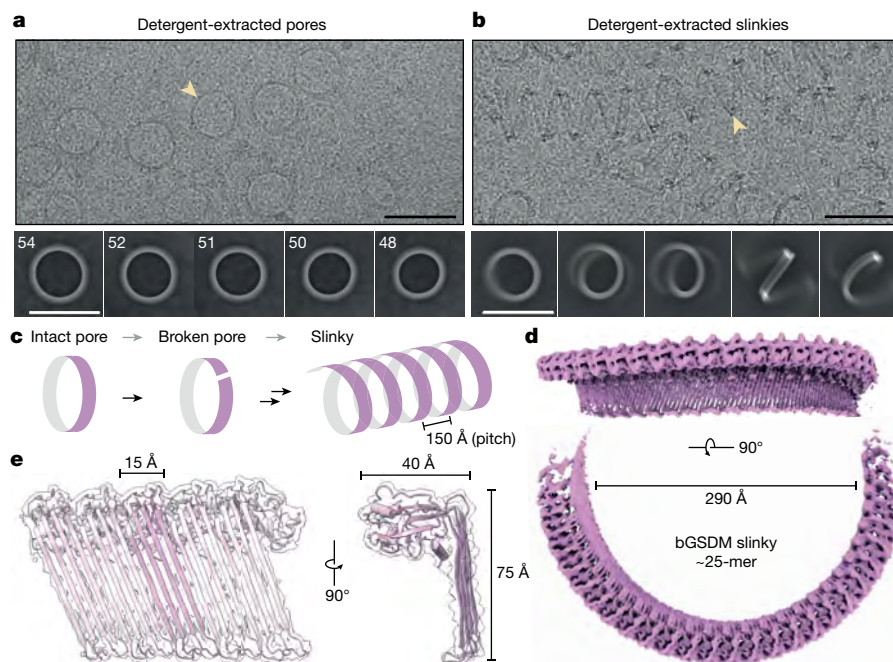 a
Detergent-extracted pores
b
Detergent-extracted slinkies
54
52
51
50
48
c
Intact pore → Broken pore → Slinky
150 Å (pitch)
d
90°
290 Å
bGSDM slinky
~25-mer
e
15 Å
90°
40 Å
75 Å